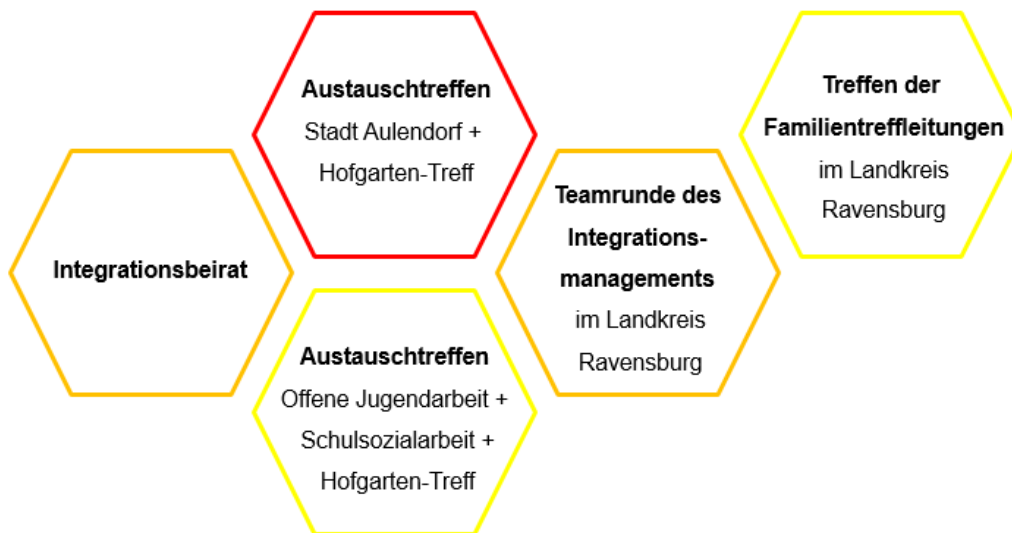 Integrationsbeirat
Austauschtreffen
Stadt Aulendorf +
Hofgarten-Treff
Austauschtreffen
Offene Jugendarbeit +
Schulsozialarbeit +
Hofgarten-Treff
Teamrunde des
Integrations-
managements
im Landkreis
Ravensburg
Treffen der
Familientreffleitungen
im Landkreis
Ravensburg